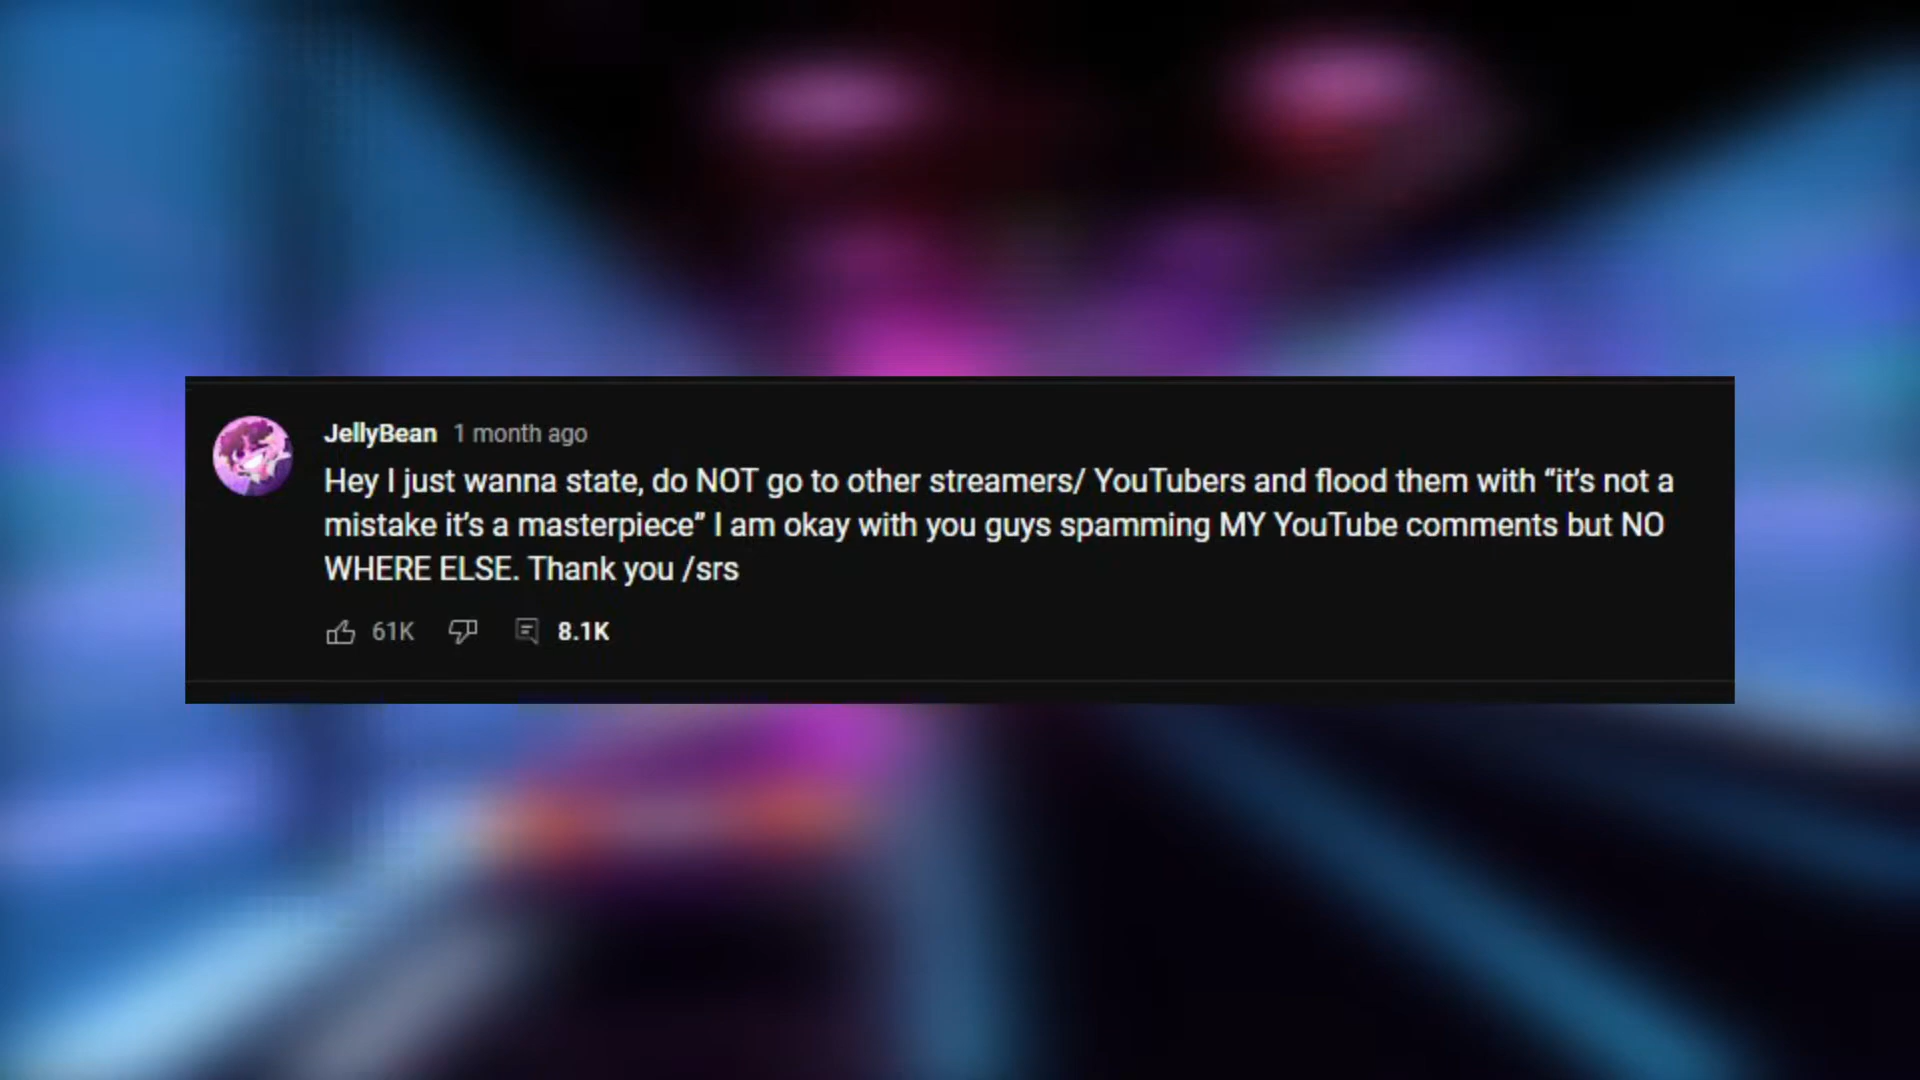 JellyBean 1 month ago
Hey I just wanna state, do NOT go to other streamers/ YouTubers and flood them with “it’s not a
mistake it’s a masterpiece” I am okay with you guys spamming MY YouTube comments but NO
WHERE ELSE. Thank you /srs
61K 8.1K